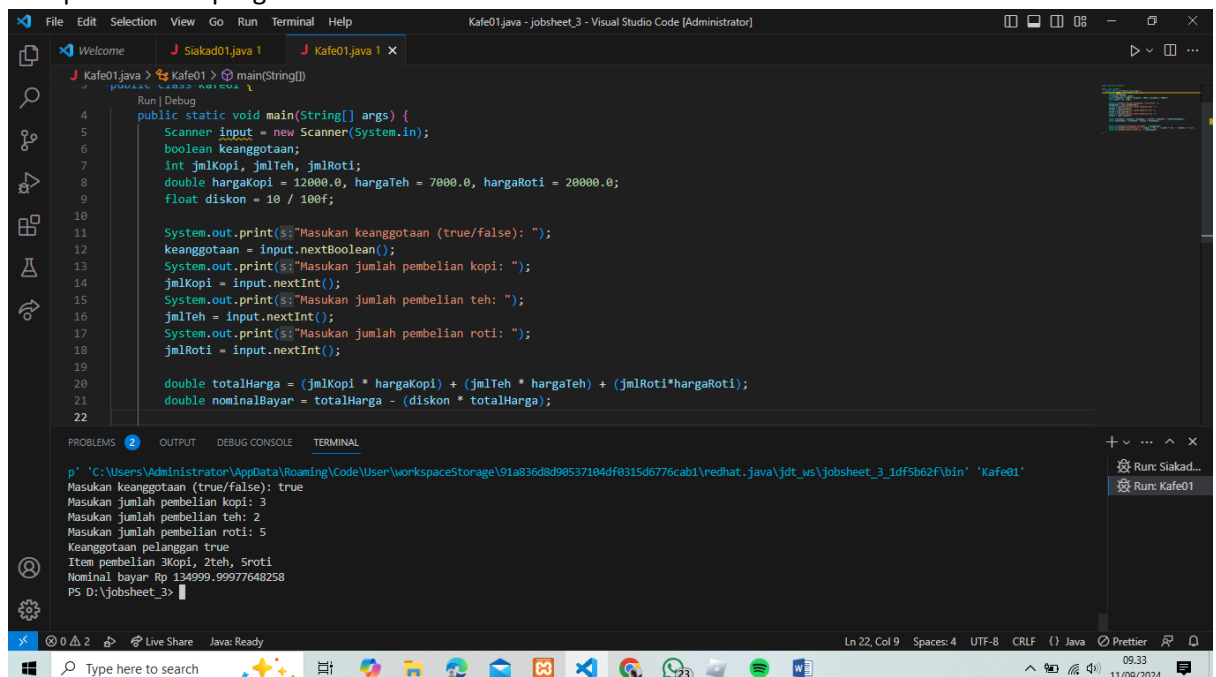 File Edit Selection View Go Run Terminal Help
Kafe01.java - jobsheet_3 - Visual Studio Code [Administrator]
Welcome
Siakad01.java 1
Kafe01.java 1
Kafe01.java > Kafe01 > main(String[])
public class Kafe01 {
Run | Debug
4 public static void main(String[] args) {
5 Scanner input = new Scanner(System.in);
6 boolean keanggotaan;
7 int jmlKopi, jmlTeh, jmlRoti;
8 double hargaKopi = 12000.0, hargaTeh = 7000.0, hargaRoti = 20000.0;
9 float diskon = 10 / 100f;
10
11 System.out.print(s:"Masukan keanggotaan (true/false): ");
12 keanggotaan = input.nextBoolean();
13 System.out.print(s:"Masukan jumlah pembelian kopi: ");
14 jmlKopi = input.nextInt();
15 System.out.print(s:"Masukan jumlah pembelian teh: ");
16 jmlTeh = input.nextInt();
17 System.out.print(s:"Masukan jumlah pembelian roti: ");
18 jmlRoti = input.nextInt();
19
20 double totalHarga = (jmlKopi * hargaKopi) + (jmlTeh * hargaTeh) + (jmlRoti*hargaRoti);
21 double nominalBayar = totalHarga - (diskon * totalHarga);
22
PROBLEMS 2 OUTPUT DEBUG CONSOLE TERMINAL
p' 'C:\Users\Administrator\AppData\Roaming\Code\User\workspaceStorage\91a836d8d90537104df0315d6776cab1\redhat.java\jdt_ws\jobsheet_3_1df5b62f\bin' 'Kafe01'
Masukan keanggotaan (true/false): true
Masukan jumlah pembelian kopi: 3
Masukan jumlah pembelian teh: 2
Masukan jumlah pembelian roti: 5
Keanggotaan pelanggan true
Item pembelian 3Kopi, 2teh, 5roti
Nominal bayar Rp 134999.99977648258
PS D:\jobsheet_3>
Run: Siakad...
Run: Kafe01
0 2 Live Share Java: Ready
Ln 22, Col 9 Spaces: 4 UTF-8 CRLF {} Java Prettier
Type here to search
23
09.33
11/09/2024